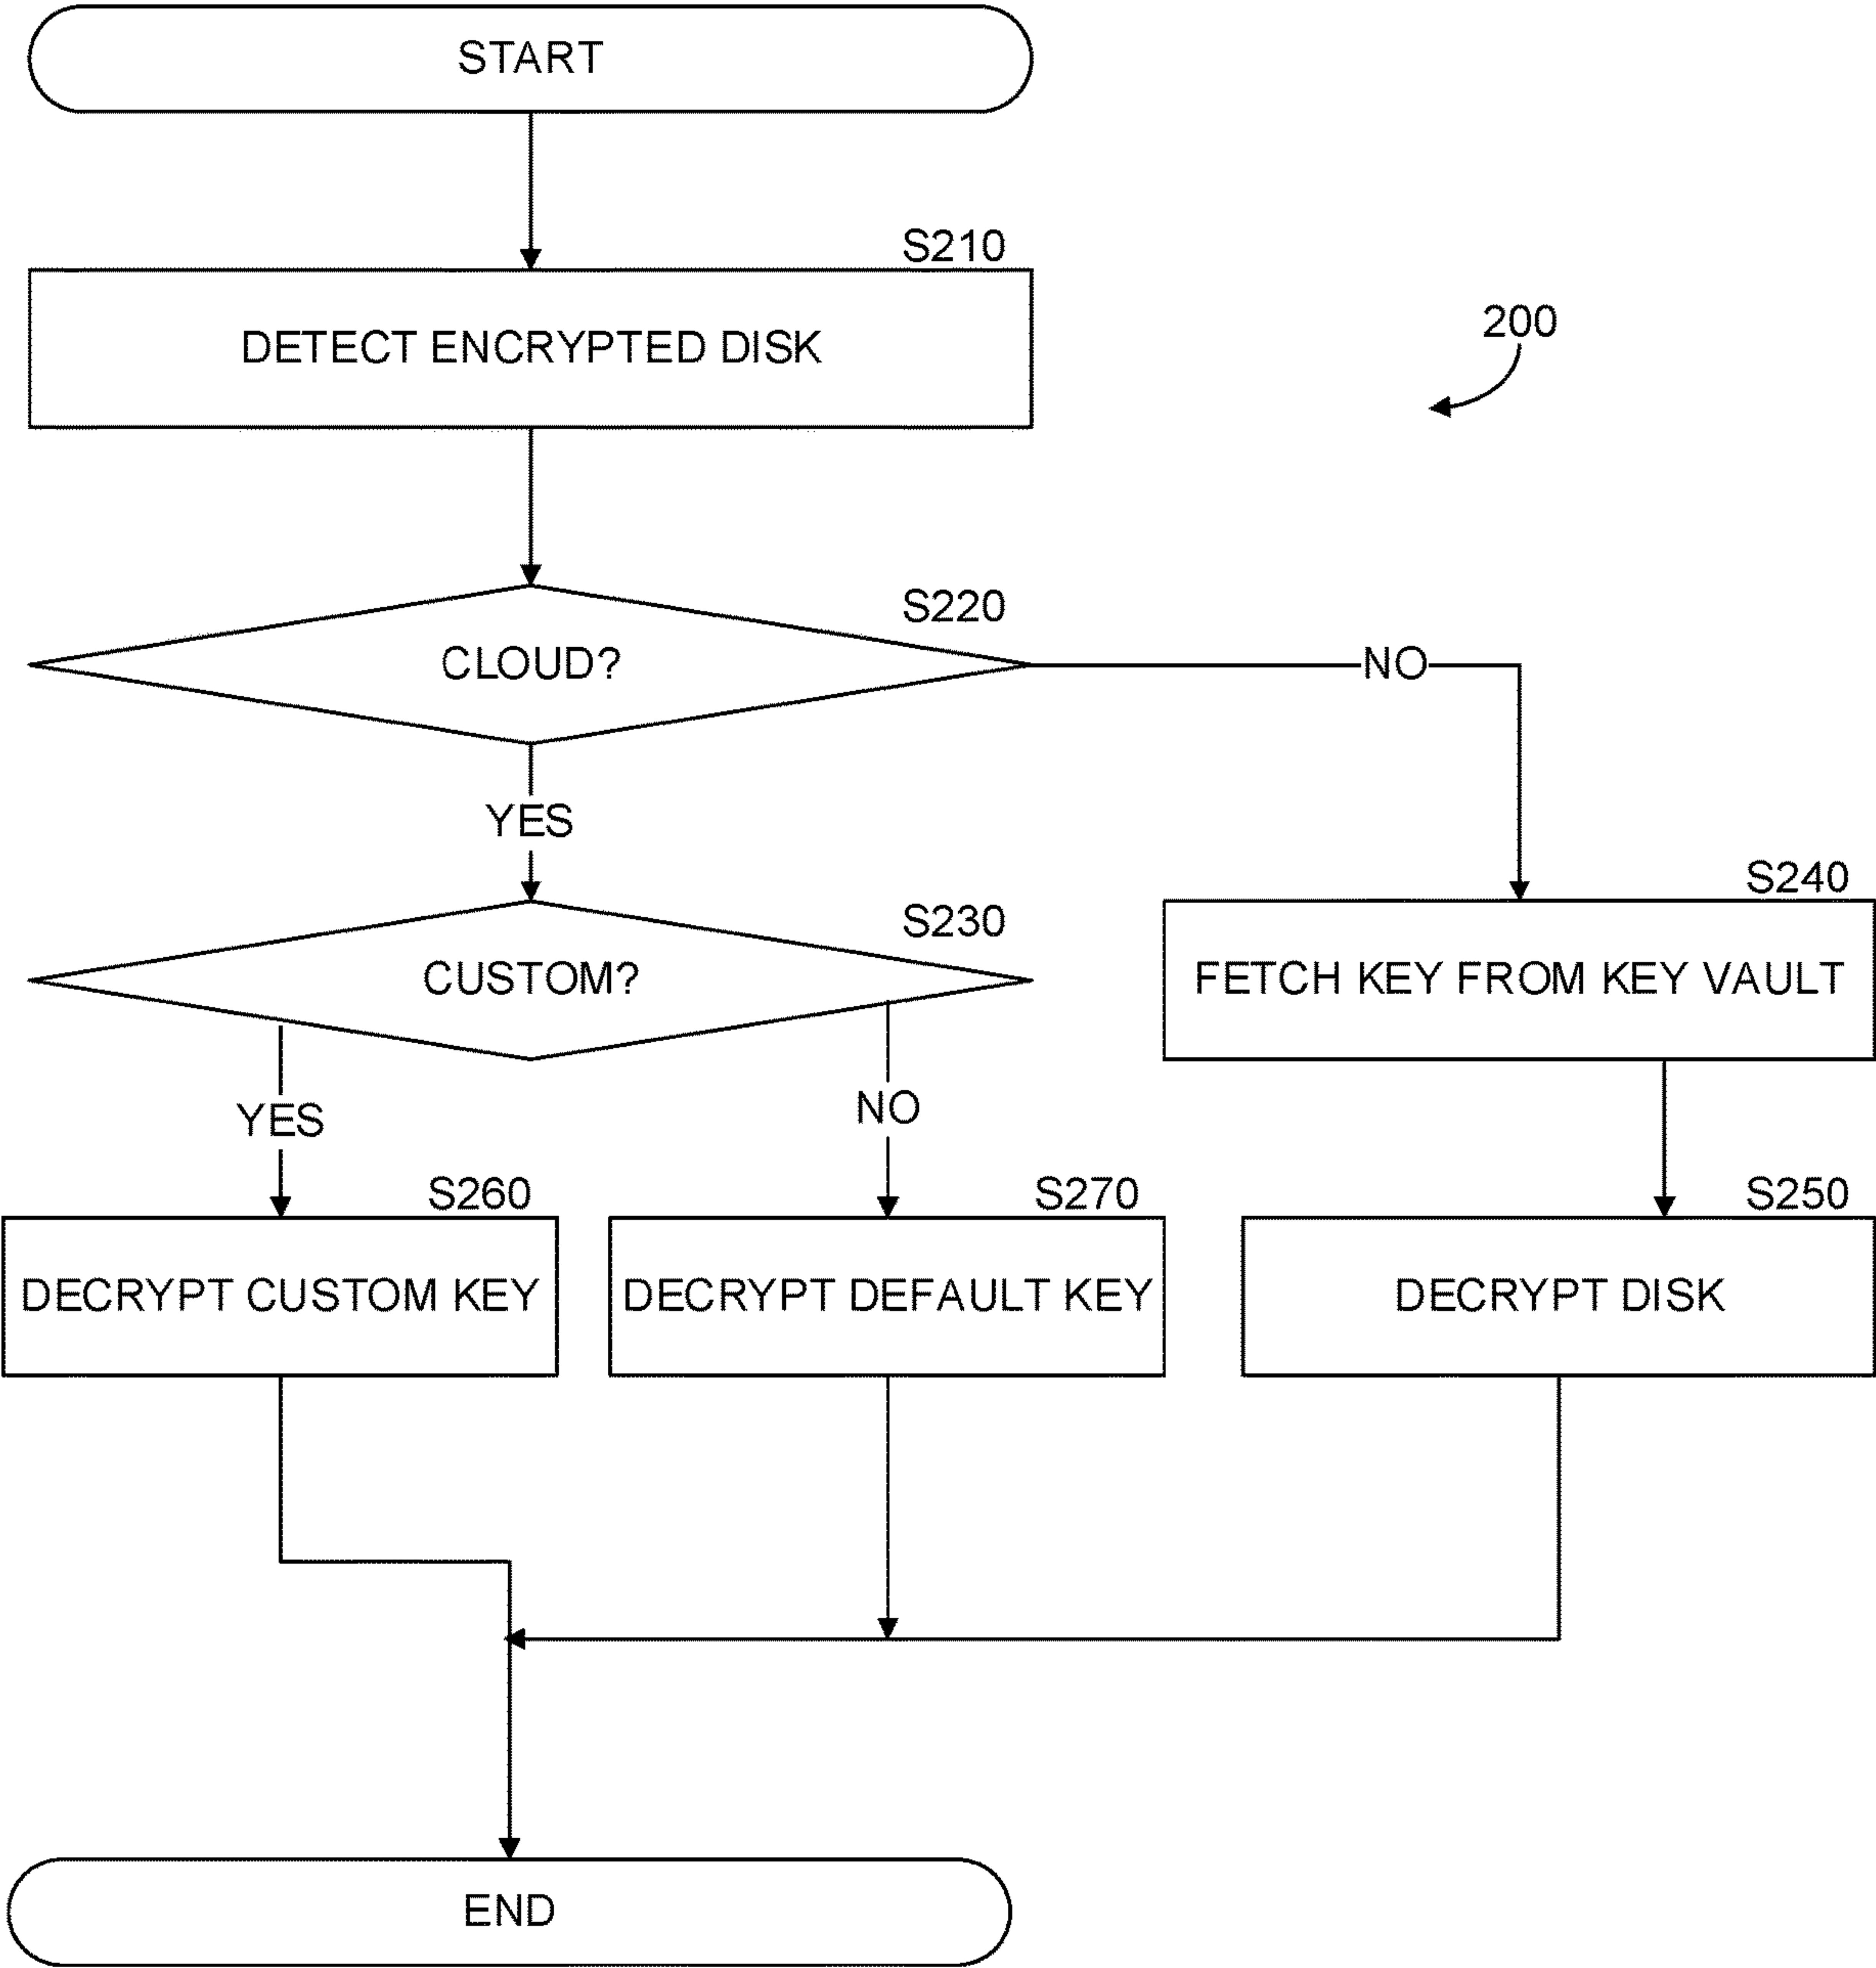 START
S210
DETECT ENCRYPTED DISK
200
S220
CLOUD?
NO
YES
S240
S230
CUSTOM?
FETCH KEY FROM KEY VAULT
YES
NO
S260
S270
S250
DECRYPT CUSTOM KEY
DECRYPT DEFAULT KEY
DECRYPT DISK
END